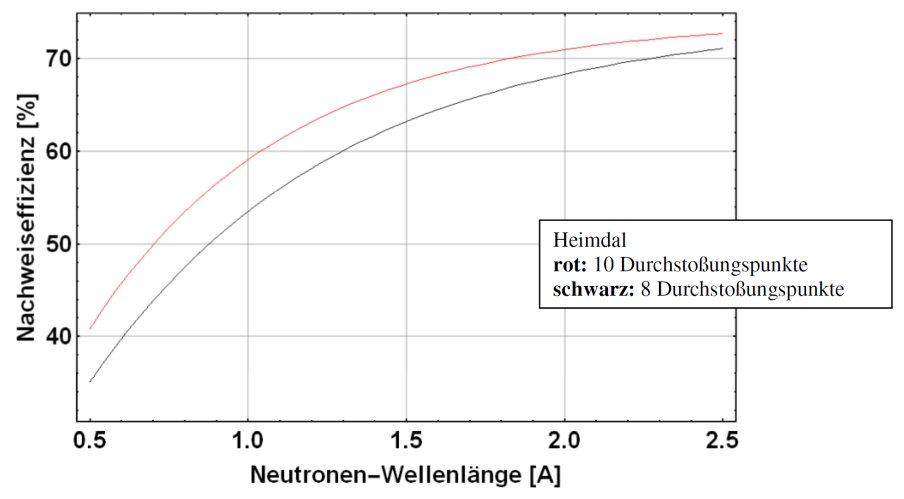 70
60
50
40
Nachweiseffizienz [%]
0.5 1.0 1.5 2.0 2.5
Neutronen-Wellenlänge [A]
Heimdal
rot: 10 Durchstoßungspunkte
schwarz: 8 Durchstoßungspunkte